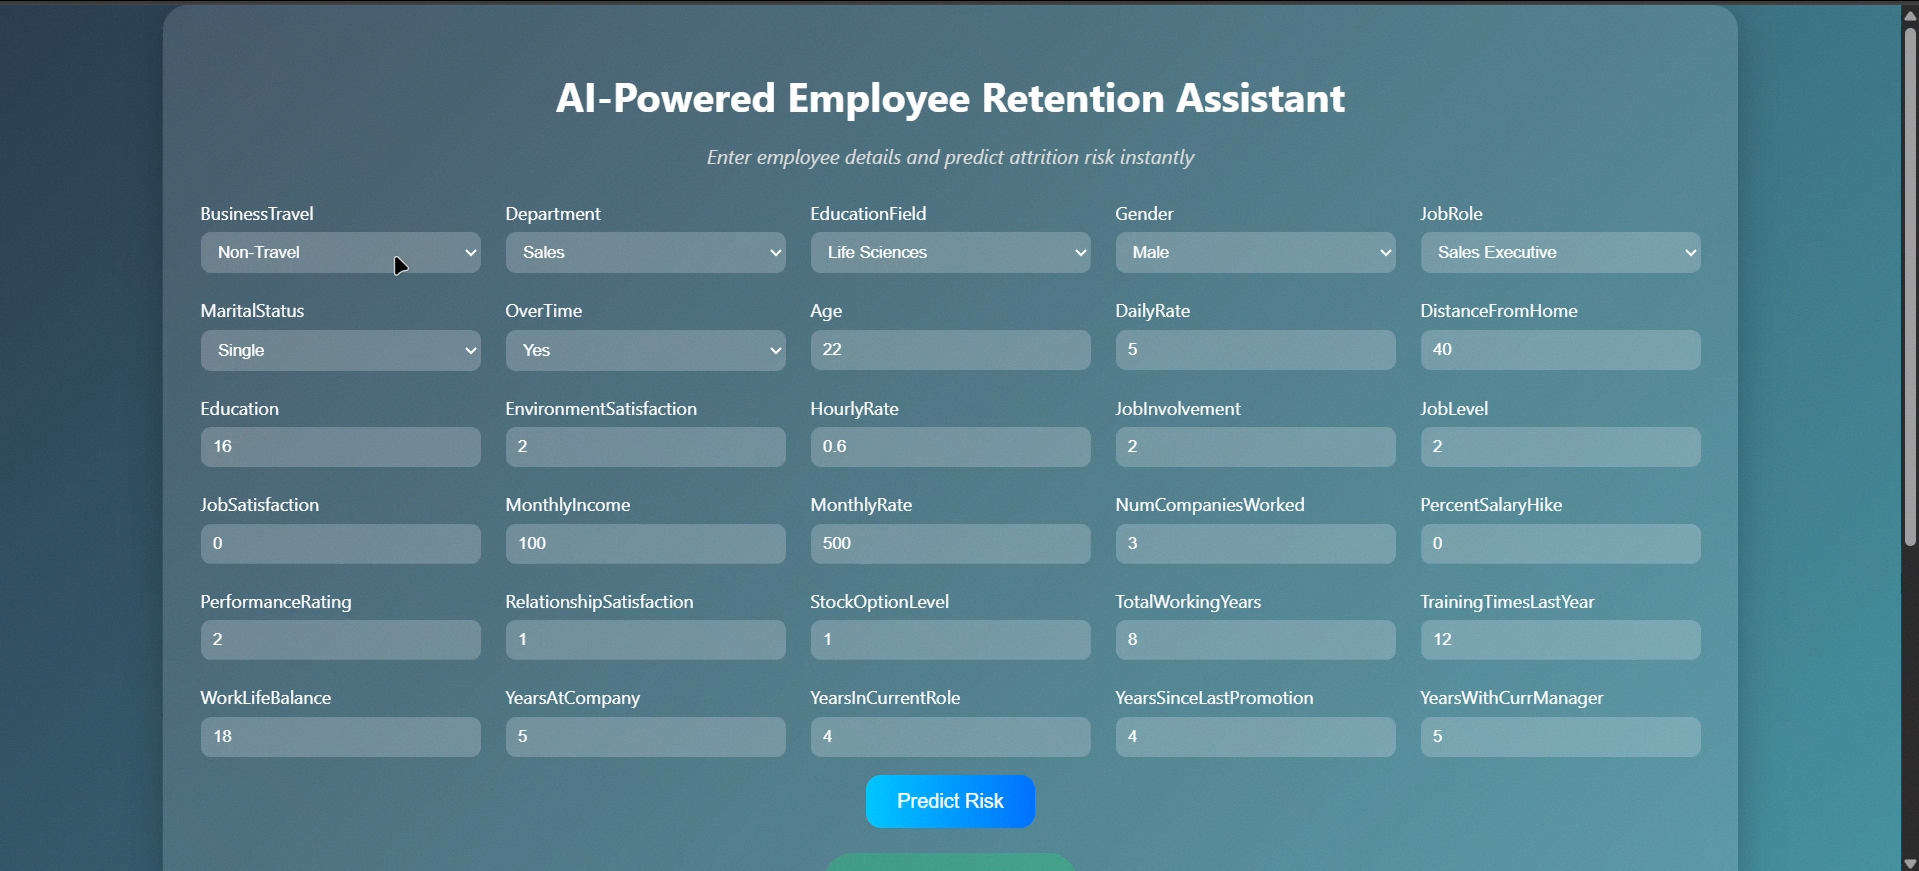 AI-Powered Employee Retention Assistant
Enter employee details and predict attrition risk instantly
BusinessTravel Department EducationField Gender JobRole
Non-Travel Sales Life Sciences Male Sales Executive
MaritalStatus OverTime Age DailyRate DistanceFromHome
Single Yes 22 5 40
Education EnvironmentSatisfaction HourlyRate JobInvolvement JobLevel
16 2 0.6 2 2
JobSatisfaction MonthlyIncome MonthlyRate NumCompaniesWorked PercentSalaryHike
0 100 500 3 0
PerformanceRating RelationshipSatisfaction StockOptionLevel TotalWorkingYears TrainingTimesLastYear
2 1 1 8 12
WorkLifeBalance YearsAtCompany YearsInCurrentRole YearsSinceLastPromotion YearsWithCurrManager
18 5 4 4 5
Predict Risk